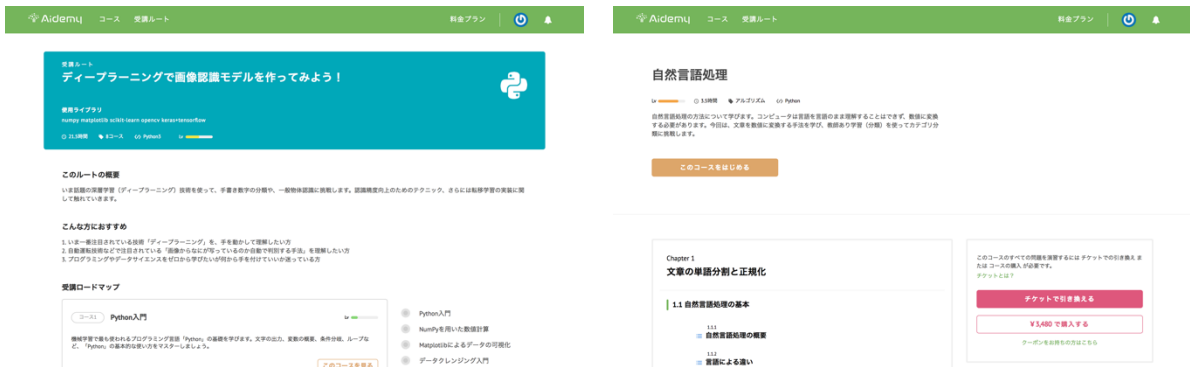 Aidemy コース 受講ルート 料金プラン
受講ルート
ディープラーニングで画像認識モデルを作ってみよう！
使用ライブラリ
numpy matplotlib scikit-learn opencv keras+tensorflow
21.5時間 8コース Python3 Lv
このルートの概要
いま話題の深層学習（ディープラーニング）技術を使って、手書き数字の分類や、一般物体認識に挑戦します。認識精度向上のためのテクニック、さらには転移学習の実装に関
して触れていきます。
こんな方におすすめ
1. いま一番注目されている技術「ディープラーニング」を、手を動かして理解したい方
2. 自動運転技術などで注目されている「画像からなにが写っているのか自動で判別する手法」を理解したい方
3. プログラミングやデータサイエンスをゼロから学びたいが何から手を付けていいか迷っている方
受講ロードマップ
コース1 Python入門 Lv
機械学習で最も使われるプログラミング言語「Python」の基礎を学びます。文字の出力、変数の概要、条件分岐、ループな
ど、「Python」の基本的な使い方をマスターしましょう。
このコースを見る
Python入門
NumPyを用いた数値計算
Matplotlibによるデータの可視化
データクレンジング入門
Aidemy コース 受講ルート 料金プラン
自然言語処理
Lv 3.5時間 アルゴリズム Python
自然言語処理の方法について学びます。コンピュータは言語を言語のまま理解することはできず、数値に変換
する必要があります。今回は、文章を数値に変換する手法を学び、教師あり学習（分類）を使ってカテゴリ分
類に挑戦します。
このコースをはじめる
Chapter 1
文章の単語分割と正規化
1.1 自然言語処理の基本
1.1.1
自然言語処理の概要
1.1.2
言語による違い
このコースのすべての問題を演習するには チケットでの引き換え ま
たは コースの購入 が必要です。
チケットとは？
チケットで引き換える
¥3,480 で購入する
クーポンをお持ちの方はこちら